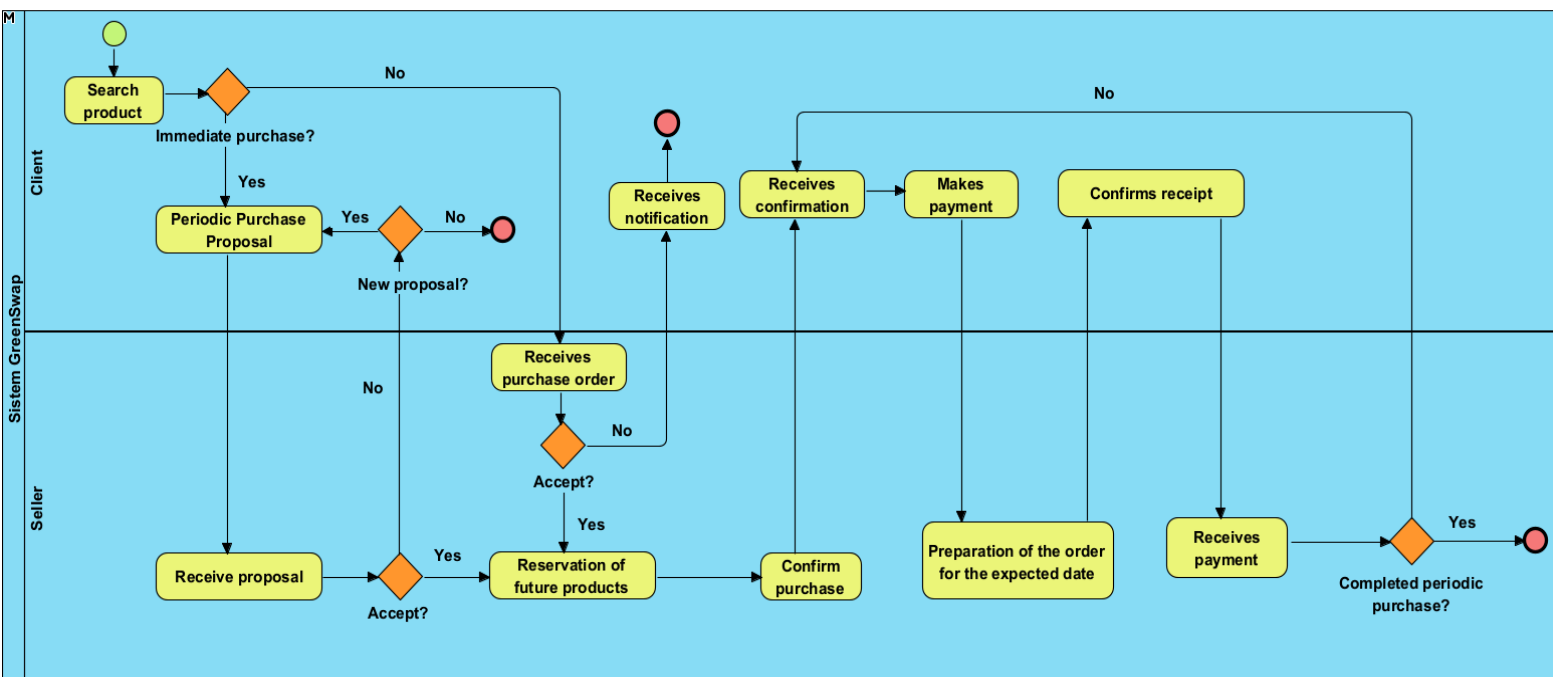 M
Sistem GreenSwap
Client
Search
product
No
Immediate purchase?
Yes
Periodic Purchase
Proposal
Yes
No
New proposal?
Receives
notification
No
Receives
confirmation
Makes
payment
Confirms receipt
Seller
No
Receives
purchase order
No
Accept?
Yes
Receive proposal
Accept?
Yes
Reservation of
future products
Confirm
purchase
Preparation of the order
for the expected date
Receives
payment
Yes
Completed periodic
purchase?